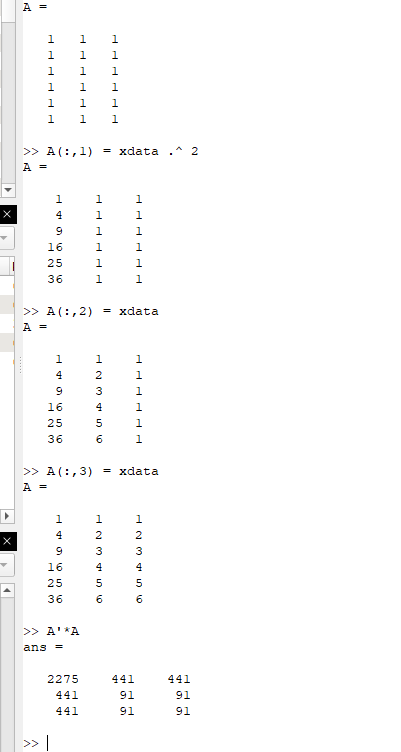 A =
1 1 1
1 1 1
1 1 1
1 1 1
1 1 1
1 1 1
>> A(:,1) = xdata .^ 2
A =
1 1 1
4 1 1
9 1 1
16 1 1
25 1 1
36 1 1
>> A(:,2) = xdata
A =
1 1 1
4 2 1
9 3 1
16 4 1
25 5 1
36 6 1
>> A(:,3) = xdata
A =
1 1 1
4 2 2
9 3 3
16 4 4
25 5 5
36 6 6
>> A'*A
ans =
2275 441 441
441 91 91
441 91 91
>>